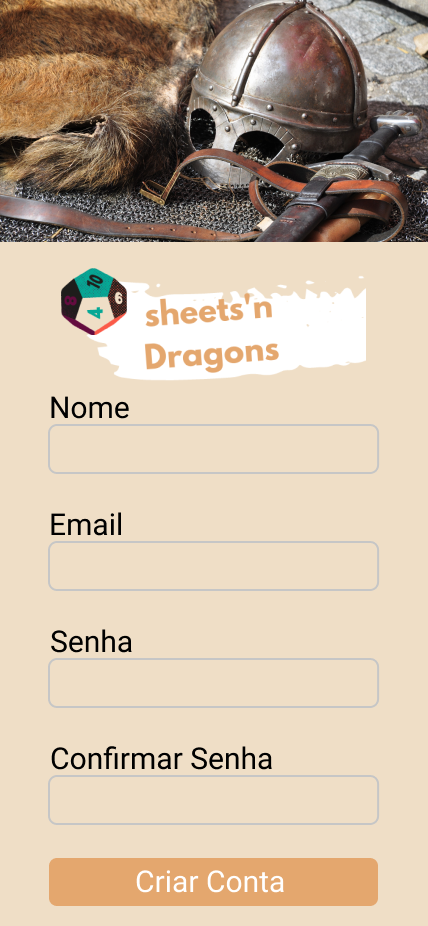 10
8
6
4
sheets'n
Dragons
Nome
Email
Senha
Confirmar Senha
Criar Conta